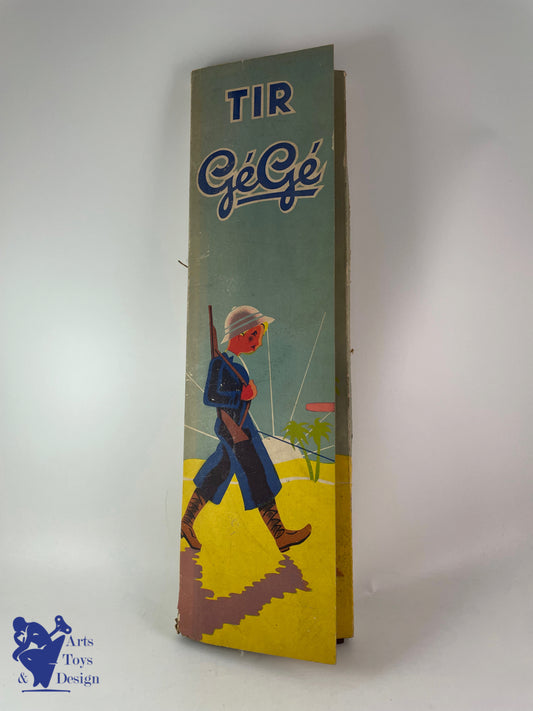 TIR
GéGé
Arts
Toys
& Design